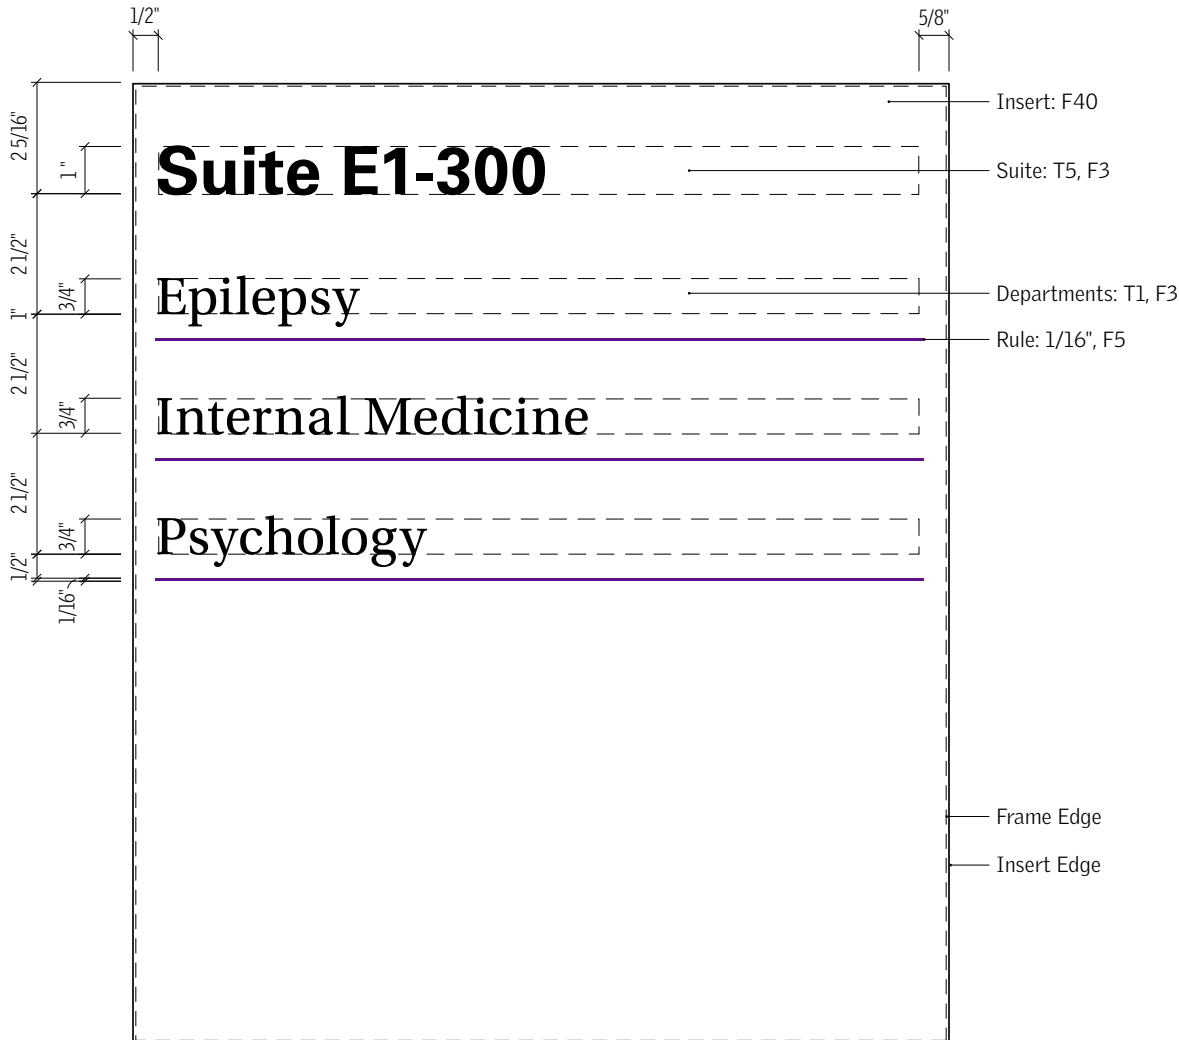 1/2"
5/8"
Insert: F40
2 5/16"
1 "
Suite E1-300
Suite: T5, F3
2 1/2"
3/4"
Epilepsy
Departments: T1, F3
1"
Rule: 1/16", F5
2 1/2"
3/4"
Internal Medicine
2 1/2"
3/4"
Psychology
1/2"
1/16"
Frame Edge
Insert Edge